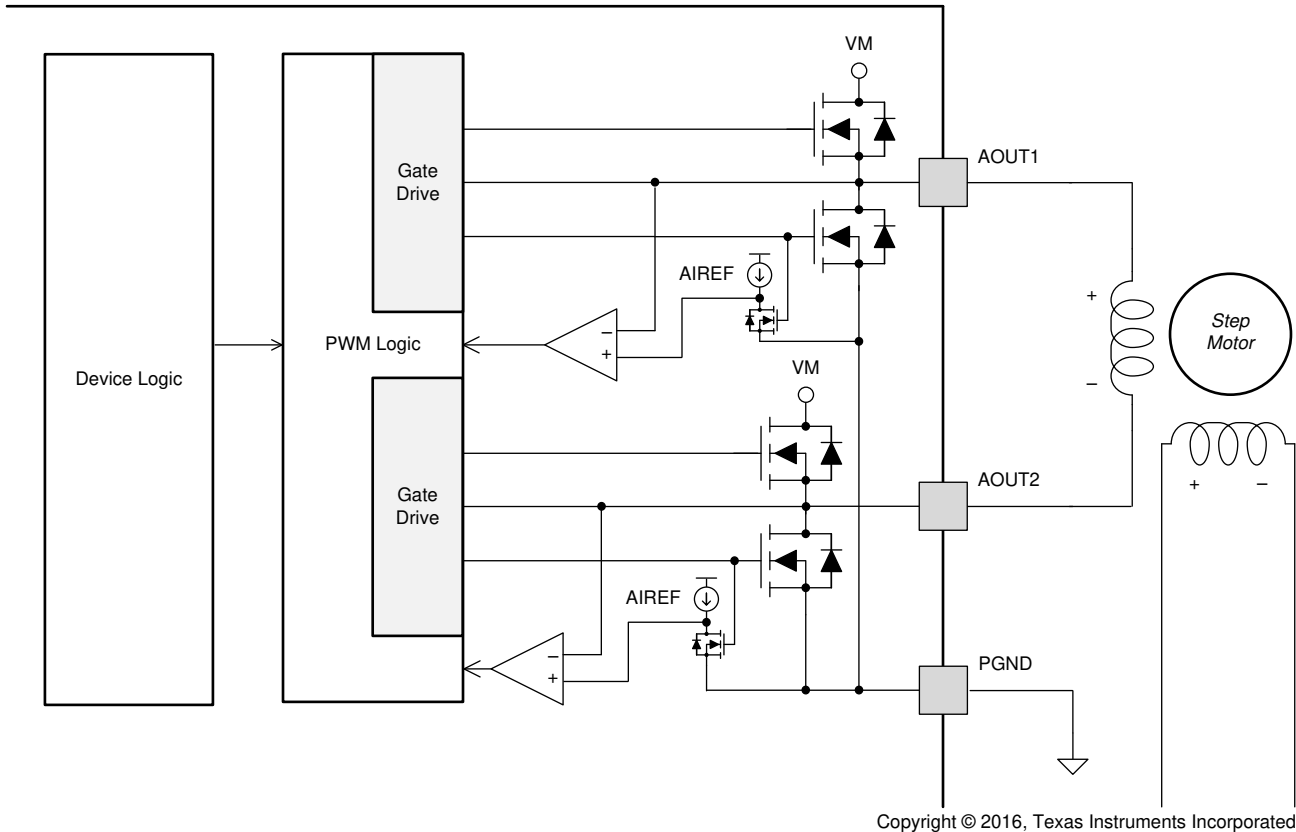 VM
AOUT1
Gate
Drive
AIREF
+
Step
Motor
−
PWM Logic
+
Device Logic
VM
−
AOUT2
+
−
Gate
Drive
AIREF
−
+
PGND
Copyright © 2016, Texas Instruments Incorporated